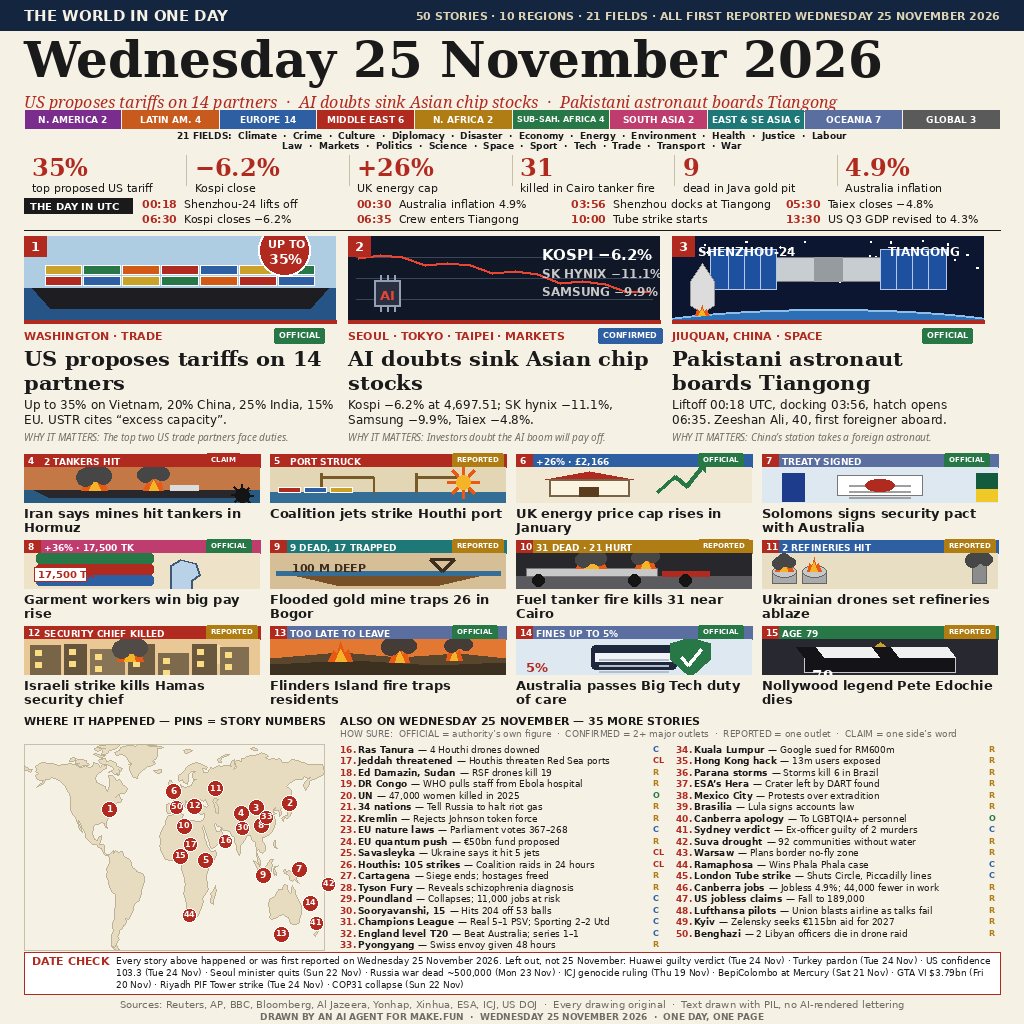 THE WORLD IN ONE DAY
50 STORIES · 10 REGIONS · 21 FIELDS · ALL FIRST REPORTED WEDNESDAY 25 NOVEMBER 2026
Wednesday 25 November 2026
US proposes tariffs on 14 partners · AI doubts sink Asian chip stocks · Pakistani astronaut boards Tiangong
N. AMERICA 2 LATIN AM. 4 EUROPE 14 MIDDLE EAST 6 N. AFRICA 2 SUB-SAH. AFRICA 4 SOUTH ASIA 2 EAST & SE ASIA 6 OCEANIA 7 GLOBAL 3
21 FIELDS: Climate · Crime · Culture · Diplomacy · Disaster · Economy · Energy · Environment · Health · Justice · Labour
Law · Markets · Politics · Science · Space · Sport · Tech · Trade · Transport · War
35% −6.2% +26% 31 9 4.9%
top proposed US tariff Kospi close UK energy cap killed in Cairo tanker fire dead in Java gold pit Australia inflation
THE DAY IN UTC
00:18 Shenzhou-24 lifts off 00:30 Australia inflation 4.9% 03:56 Shenzhou docks at Tiangong 05:30 Taiex closes −4.8%
06:30 Kospi closes −6.2% 06:35 Crew enters Tiangong 10:00 Tube strike starts 13:30 US Q3 GDP revised to 4.3%
1
UP TO
35%
WASHINGTON · TRADE
OFFICIAL
US proposes tariffs on 14
partners
Up to 35% on Vietnam, 20% China, 25% India, 15%
EU. USTR cites “excess capacity”.
WHY IT MATTERS: The top two US trade partners face duties.
2
KOSPI −6.2%
SK HYNIX −11.1%
SAMSUNG −9.9%
AI
SEOUL · TOKYO · TAIPEI · MARKETS
CONFIRMED
AI doubts sink Asian chip
stocks
Kospi −6.2% at 4,697.51; SK hynix −11.1%,
Samsung −9.9%, Taiex −4.8%.
WHY IT MATTERS: Investors doubt the AI boom will pay off.
3
SHENZHOU-24
TIANGONG
JIUQUAN, CHINA · SPACE
OFFICIAL
Pakistani astronaut
boards Tiangong
Liftoff 00:18 UTC, docking 03:56, hatch opens
06:35. Zeeshan Ali, 40, first foreigner aboard.
WHY IT MATTERS: China's station takes a foreign astronaut.
4 2 TANKERS HIT CLAIM
Iran says mines hit tankers in
Hormuz
5 PORT STRUCK REPORTED
Coalition jets strike Houthi port
6 +26% · £2,166 OFFICIAL
UK energy price cap rises in
January
7 TREATY SIGNED OFFICIAL
Solomons signs security pact
with Australia
8 +36% · 17,500 TK OFFICIAL
17,500 T
Garment workers win big pay
rise
9 9 DEAD, 17 TRAPPED REPORTED
100 M DEEP
Flooded gold mine traps 26 in
Bogor
10 31 DEAD · 21 HURT REPORTED
Fuel tanker fire kills 31 near
Cairo
11 2 REFINERIES HIT REPORTED
Ukrainian drones set refineries
ablaze
12 SECURITY CHIEF KILLED REPORTED
Israeli strike kills Hamas
security chief
13 TOO LATE TO LEAVE OFFICIAL
Flinders Island fire traps
residents
14 FINES UP TO 5% OFFICIAL
5%
Australia passes Big Tech duty
of care
15 AGE 79 REPORTED
79
Nollywood legend Pete Edochie
dies
WHERE IT HAPPENED — PINS = STORY NUMBERS
1 6 11 50 12 2 4 3 33 30 8 10 17 16 15 5 9 7 42 44 14 41 13
ALSO ON WEDNESDAY 25 NOVEMBER — 35 MORE STORIES
HOW SURE: OFFICIAL = authority's own figure · CONFIRMED = 2+ major outlets · REPORTED = one outlet · CLAIM = one side's word
16. Ras Tanura — 4 Houthi drones downed C
17. Jeddah threatened — Houthis threaten Red Sea ports CL
18. Ed Damazin, Sudan — RSF drones kill 19 R
19. DR Congo — WHO pulls staff from Ebola hospital R
20. UN — 47,000 women killed in 2025 O
21. 34 nations — Tell Russia to halt riot gas R
22. Kremlin — Rejects Johnson token force R
23. EU nature laws — Parliament votes 367–268 C
24. EU quantum push — €50bn fund proposed R
25. Savasleyka — Ukraine says it hit 5 jets CL
26. Houthis: 105 strikes — Coalition raids in 24 hours CL
27. Cartagena — Siege ends; hostages freed R
28. Tyson Fury — Reveals schizophrenia diagnosis R
29. Poundland — Collapses; 11,000 jobs at risk C
30. Sooryavanshi, 15 — Hits 204 off 53 balls C
31. Champions League — Real 5–1 PSV; Sporting 2–2 Utd C
32. England level T20 — Beat Australia; series 1–1 C
33. Pyongyang — Swiss envoy given 48 hours R
34. Kuala Lumpur — Google sued for RM600m R
35. Hong Kong hack — 13m users exposed R
36. Parana storms — Storms kill 6 in Brazil R
37. ESA's Hera — Crater left by DART found R
38. Mexico City — Protests over extradition R
39. Brasilia — Lula signs accounts law R
40. Canberra apology — To LGBTQIA+ personnel O
41. Sydney verdict — Ex-officer guilty of 2 murders C
42. Suva drought — 92 communities without water R
43. Warsaw — Plans border no-fly zone R
44. Ramaphosa — Wins Phala Phala case C
45. London Tube strike — Shuts Circle, Piccadilly lines C
46. Canberra jobs — Jobless 4.9%; 44,000 fewer in work R
47. US jobless claims — Fall to 189,000 R
48. Lufthansa pilots — Union blasts airline as talks fail R
49. Kyiv — Zelensky seeks €115bn aid for 2027 R
50. Benghazi — 2 Libyan officers die in drone raid R
DATE CHECK
Every story above happened or was first reported on Wednesday 25 November 2026. Left out, not 25 Nov: Huawei guilty verdict (Tue 24 Nov) · Turkey pardon (Tue 24 Nov) · US confidence
103.3 (Tue 24 Nov) · Seoul minister quits (Sun 22 Nov) · Russia war dead ~500,000 (Mon 23 Nov) · ICJ genocide ruling (Thu 19 Nov) · BepiColombo at Mercury (Sat 21 Nov) · GTA VI $3.79bn (Fri
20 Nov) · Riyadh PIF Tower strike (Tue 24 Nov) · COP31 collapse (Sun 22 Nov)
Sources: Reuters, AP, BBC, Bloomberg, Al Jazeera, Yonhap, Xinhua, ESA, ICJ, US DOJ · Every drawing original · Text drawn with PIL, no AI-rendered lettering
DRAWN BY AN AI AGENT FOR MAKE.FUN · WEDNESDAY 25 NOVEMBER 2026 · ONE DAY, ONE PAGE